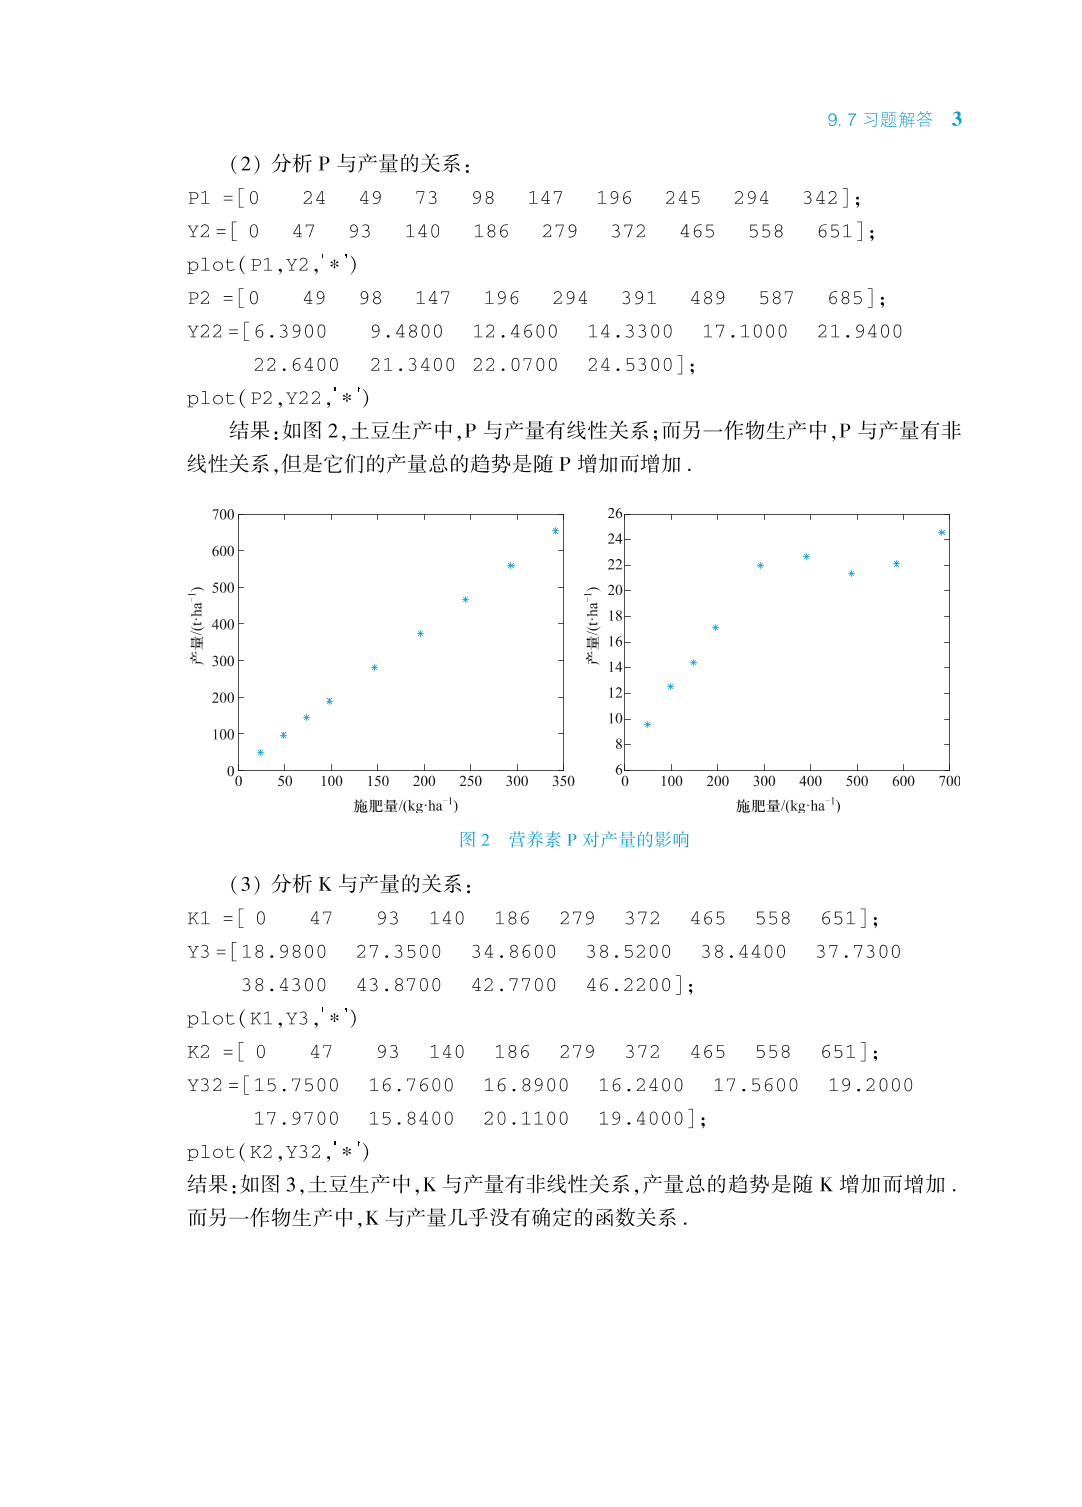 9.7 习题解答 3
(2) 分析 P 与产量的关系:
P1 =[0 24 49 73 98 147 196 245 294 342];
Y2=[ 0 47 93 140 186 279 372 465 558 651];
plot(P1,Y2,'*')
P2 =[0 49 98 147 196 294 391 489 587 685];
Y22=[6.3900 9.4800 12.4600 14.3300 17.1000 21.9400
22.6400 21.3400 22.0700 24.5300];
plot(P2,Y22,'*')
结果:如图 2,土豆生产中,P 与产量有线性关系;而另一作物生产中,P 与产量有非
线性关系,但是它们的产量总的趋势是随 P 增加而增加.
700
600
500
400
300
200
100
0
产量/(t·ha⁻¹)
0 50 100 150 200 250 300 350
施肥量/(kg·ha⁻¹)
26
24
22
20
18
16
14
12
10
8
6
产量/(t·ha⁻¹)
0 100 200 300 400 500 600 700
施肥量/(kg·ha⁻¹)
图 2 营养素 P 对产量的影响
(3) 分析 K 与产量的关系:
K1 =[ 0 47 93 140 186 279 372 465 558 651];
Y3=[18.9800 27.3500 34.8600 38.5200 38.4400 37.7300
38.4300 43.8700 42.7700 46.2200];
plot(K1,Y3,'*')
K2 =[ 0 47 93 140 186 279 372 465 558 651];
Y32=[15.7500 16.7600 16.8900 16.2400 17.5600 19.2000
17.9700 15.8400 20.1100 19.4000];
plot(K2,Y32,'*')
结果:如图 3,土豆生产中,K 与产量有非线性关系,产量总的趋势是随 K 增加而增加.
而另一作物生产中,K 与产量几乎没有确定的函数关系.